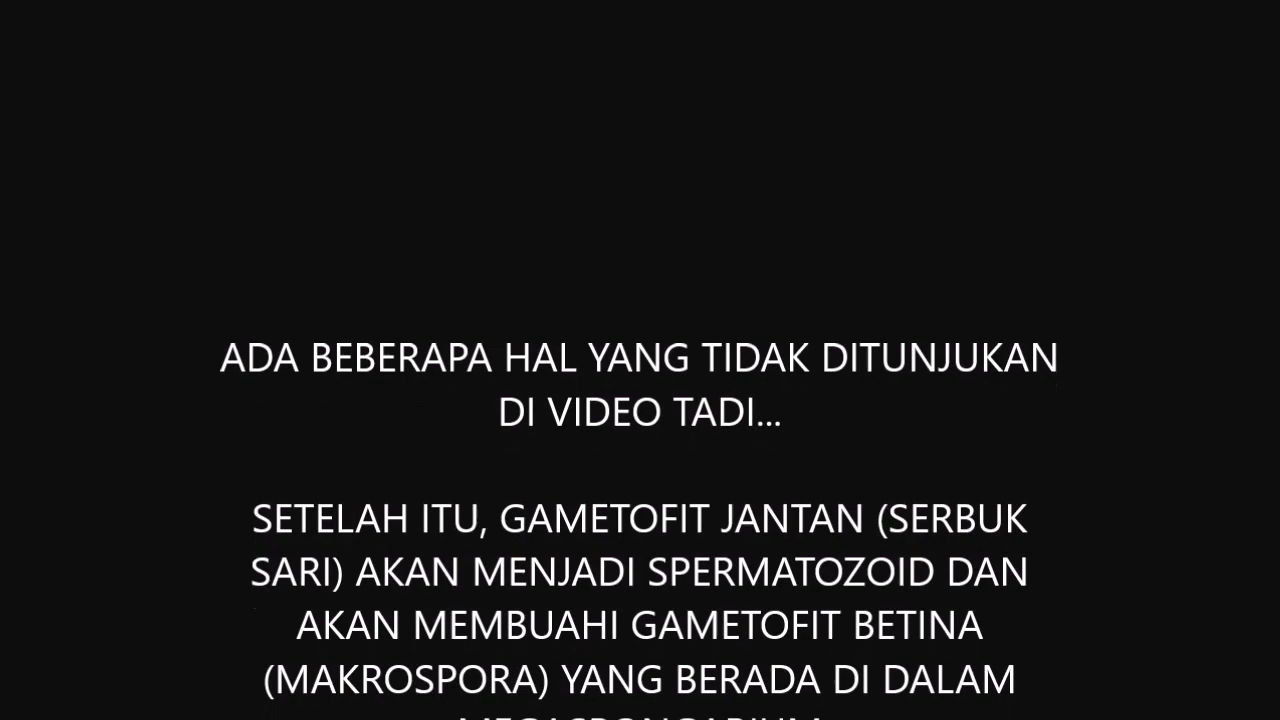 ADA BEBERAPA HAL YANG TIDAK DITUNJUKAN
DI VIDEO TADI...
SETELAH ITU, GAMETOFIT JANTAN (SERBUK
SARI) AKAN MENJADI SPERMATOZOID DAN
AKAN MEMBUAHI GAMETOFIT BETINA
(MAKROSPORA) YANG BERADA DI DALAM